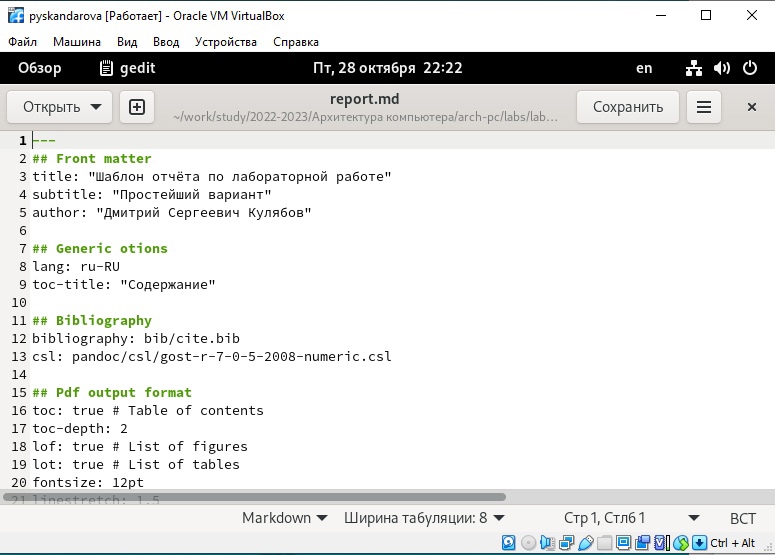 pyskandarova [Работает] - Oracle VM VirtualBox
Файл Машина Вид Ввод Устройства Справка
Обзор gedit Пт, 28 октября 22:22 en
Открыть report.md Сохранить
~/work/study/2022-2023/Архитектура компьютера/arch-pc/labs/lab…
1 ---
2 ## Front matter
3 title: "Шаблон отчёта по лабораторной работе"
4 subtitle: "Простейший вариант"
5 author: "Дмитрий Сергеевич Кулябов"
6
7 ## Generic otions
8 lang: ru-RU
9 toc-title: "Содержание"
10
11 ## Bibliography
12 bibliography: bib/cite.bib
13 csl: pandoc/csl/gost-r-7-0-5-2008-numeric.csl
14
15 ## Pdf output format
16 toc: true # Table of contents
17 toc-depth: 2
18 lof: true # List of figures
19 lot: true # List of tables
20 fontsize: 12pt
21 linestretch: 1.5
Markdown Ширина табуляции: 8 Стр 1, Стлб 1 ВСТ
Ctrl + Alt